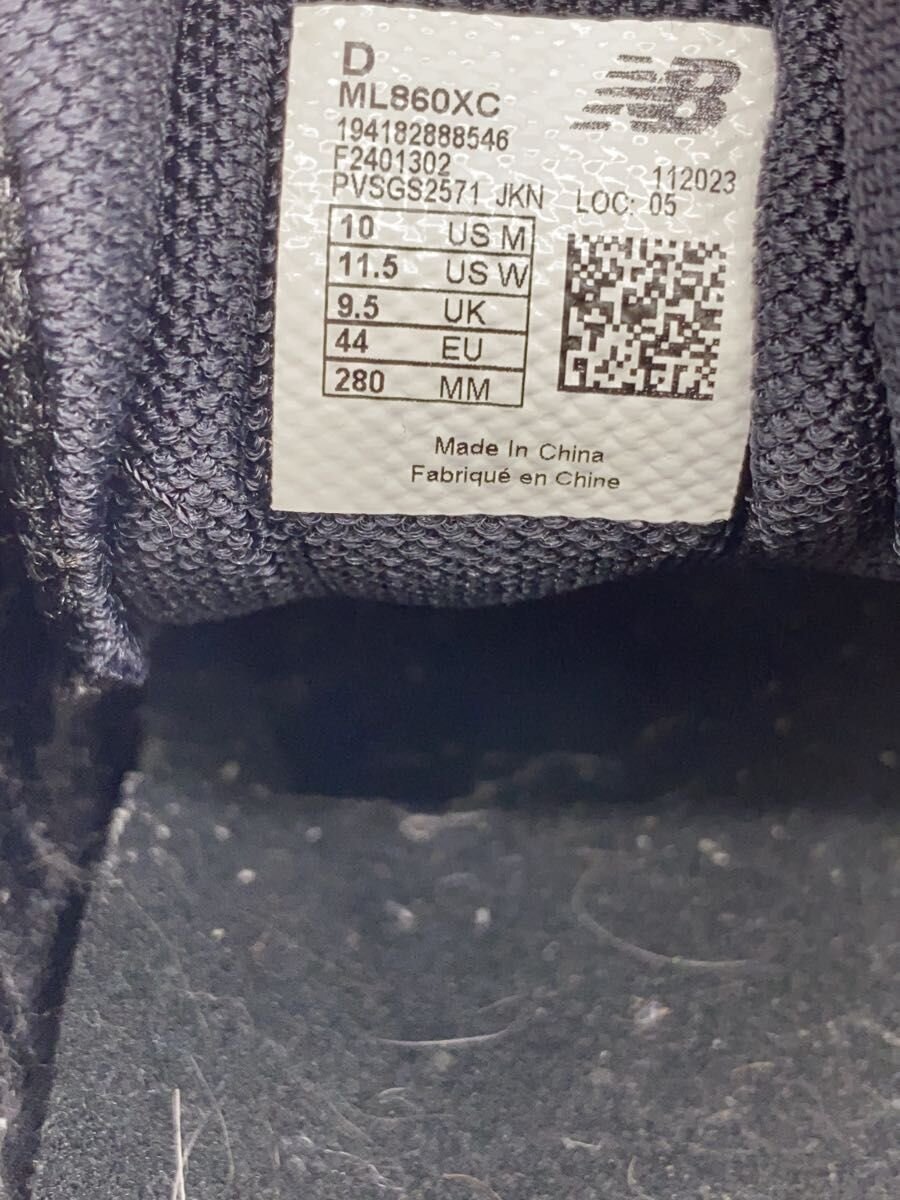 D
NB
ML860XC
194182888546
F2401302
112023
PVSGS2571 JKN LOC: 05
10 US M
11.5 US W
9.5 UK
44 EU
280 MM
Made In China
Fabriqué en Chine